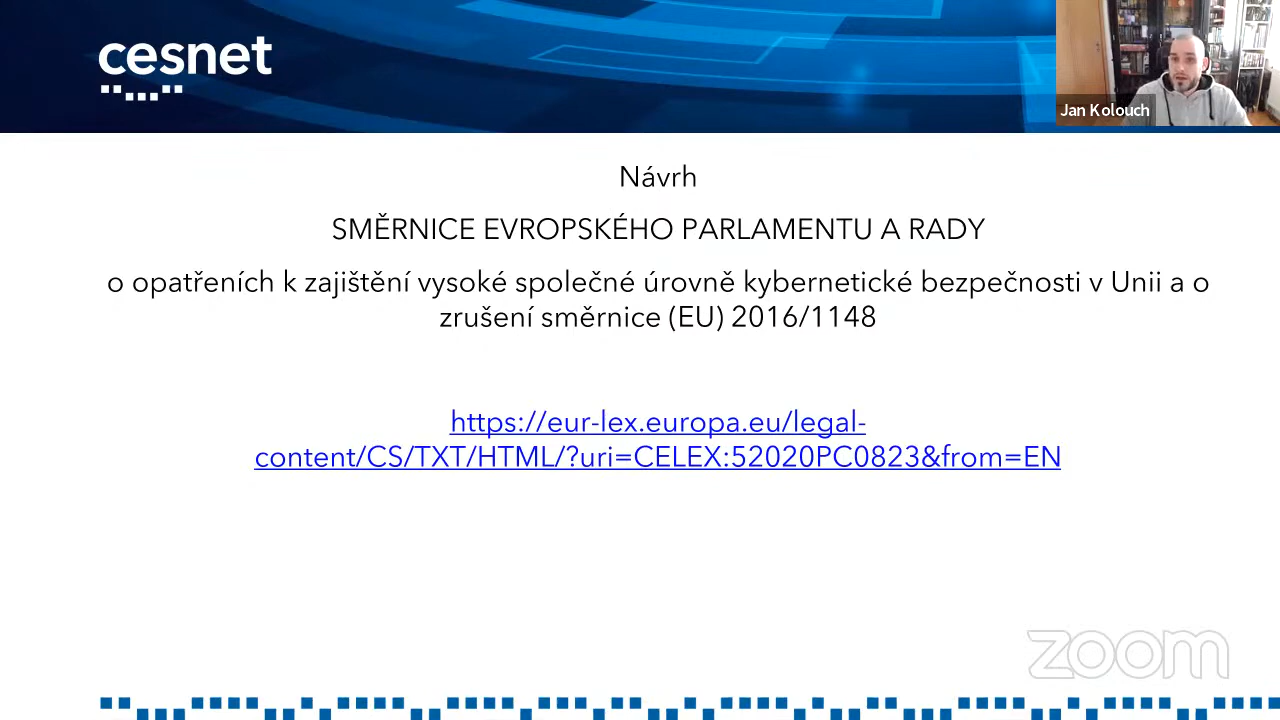 cesnet
Jan Kolouch
Návrh
SMĚRNICE EVROPSKÉHO PARLAMENTU A RADY
o opatřeních k zajištění vysoké společné úrovně kybernetické bezpečnosti v Unii a o
zrušení směrnice (EU) 2016/1148
https://eur-lex.europa.eu/legal-
content/CS/TXT/HTML/?uri=CELEX:52020PC0823&from=EN
zoom